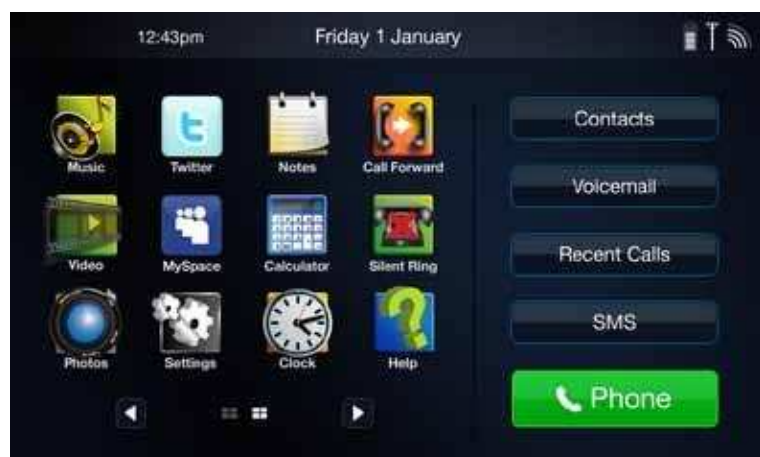 12:43pm Friday 1 January
Music Twitter Notes Call Forward
Video MySpace Calculator Silent Ring
Photos Settings Clock Help
Contacts
Voicemail
Recent Calls
SMS
Phone